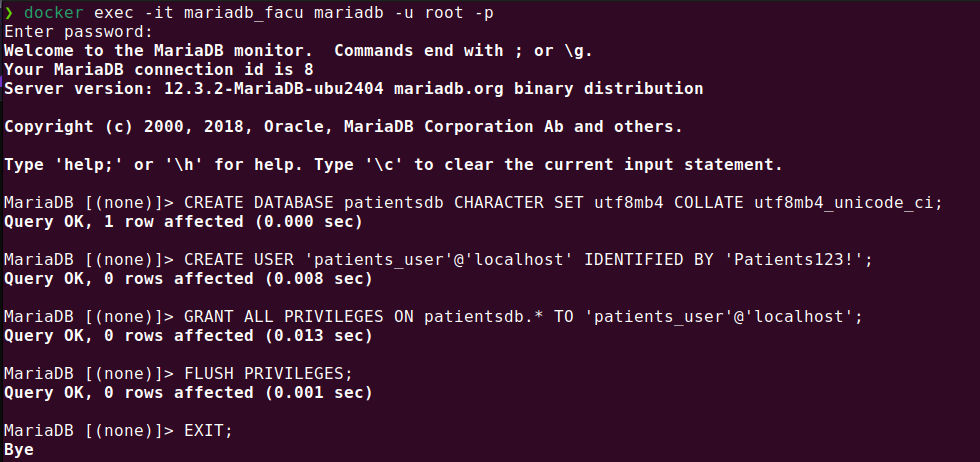 ❯ docker exec -it mariadb_facu mariadb -u root -p
Enter password:
Welcome to the MariaDB monitor.  Commands end with ; or \g.
Your MariaDB connection id is 8
Server version: 12.3.2-MariaDB-ubu2404 mariadb.org binary distribution
Copyright (c) 2000, 2018, Oracle, MariaDB Corporation Ab and others.
Type 'help;' or '\h' for help. Type '\c' to clear the current input statement.
MariaDB [(none)]> CREATE DATABASE patientsdb CHARACTER SET utf8mb4 COLLATE utf8mb4_unicode_ci;
Query OK, 1 row affected (0.000 sec)
MariaDB [(none)]> CREATE USER 'patients_user'@'localhost' IDENTIFIED BY 'Patients123!';
Query OK, 0 rows affected (0.008 sec)
MariaDB [(none)]> GRANT ALL PRIVILEGES ON patientsdb.* TO 'patients_user'@'localhost';
Query OK, 0 rows affected (0.013 sec)
MariaDB [(none)]> FLUSH PRIVILEGES;
Query OK, 0 rows affected (0.001 sec)
MariaDB [(none)]> EXIT;
Bye